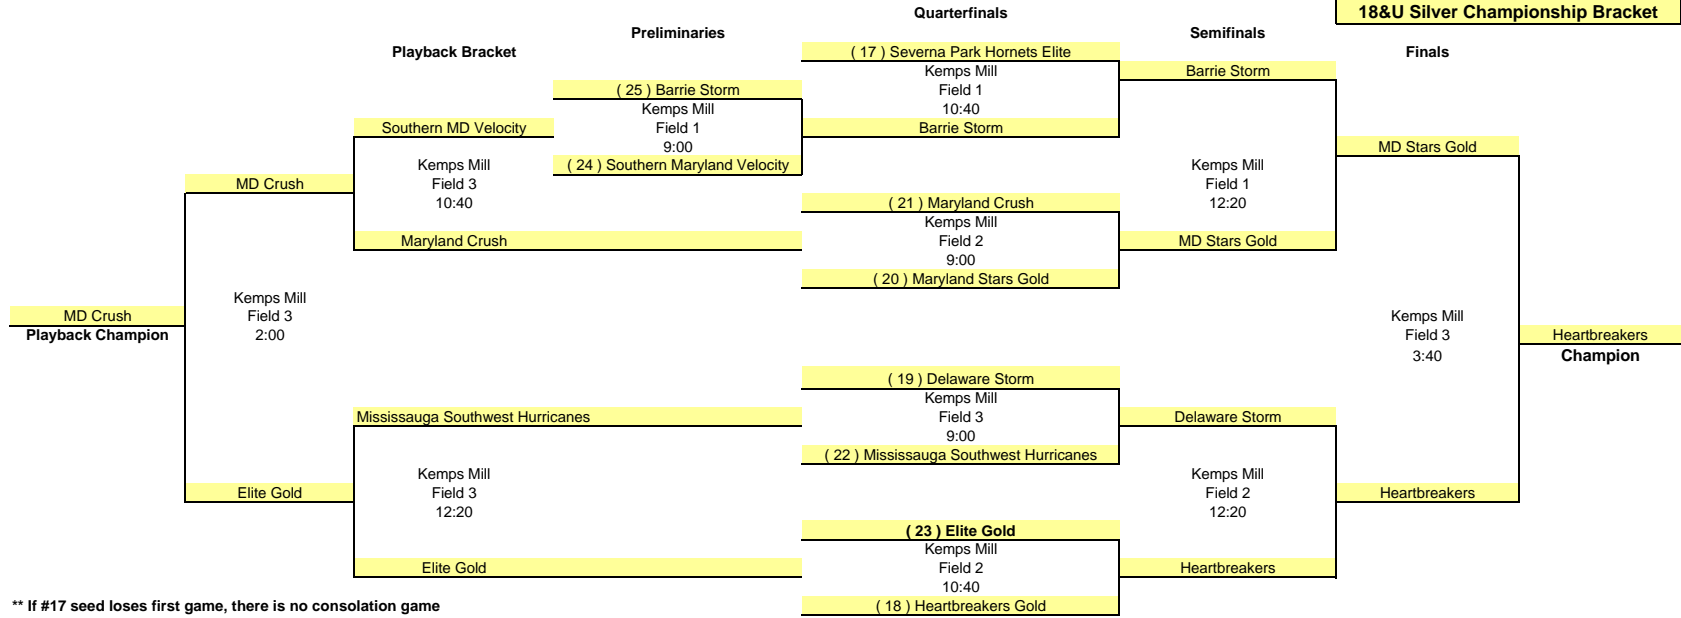 18&U Silver Championship Bracket
Quarterfinals
Preliminaries
Semifinals
Playback Bracket
Finals
( 17 ) Severna Park Hornets Elite
Kemps Mill
Field 1
10:40
Barrie Storm
Barrie Storm
( 25 ) Barrie Storm
Kemps Mill
Field 1
9:00
( 24 ) Southern Maryland Velocity
Southern MD Velocity
Kemps Mill
Field 3
10:40
Maryland Crush
MD Crush
( 21 ) Maryland Crush
Kemps Mill
Field 2
9:00
( 20 ) Maryland Stars Gold
Kemps Mill
Field 1
12:20
MD Stars Gold
MD Stars Gold
MD Crush
Playback Champion
Kemps Mill
Field 3
2:00
Kemps Mill
Field 3
3:40
Heartbreakers
Champion
( 19 ) Delaware Storm
Kemps Mill
Field 3
9:00
( 22 ) Mississauga Southwest Hurricanes
Mississauga Southwest Hurricanes
Delaware Storm
Kemps Mill
Field 3
12:20
Elite Gold
Kemps Mill
Field 2
12:20
Heartbreakers
( 23 ) Elite Gold
Kemps Mill
Field 2
10:40
( 18 ) Heartbreakers Gold
Elite Gold
Heartbreakers
** If #17 seed loses first game, there is no consolation game